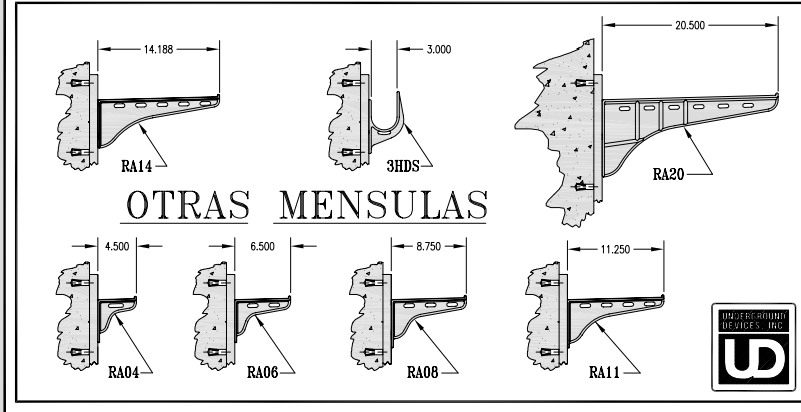 14.188
3.000
20.500
RA14
3HDS
RA20
OTRAS MENSULAS
4.500
6.500
8.750
11.250
RA04
RA06
RA08
RA11
UNDERGROUND
DEVICES, INC
UD